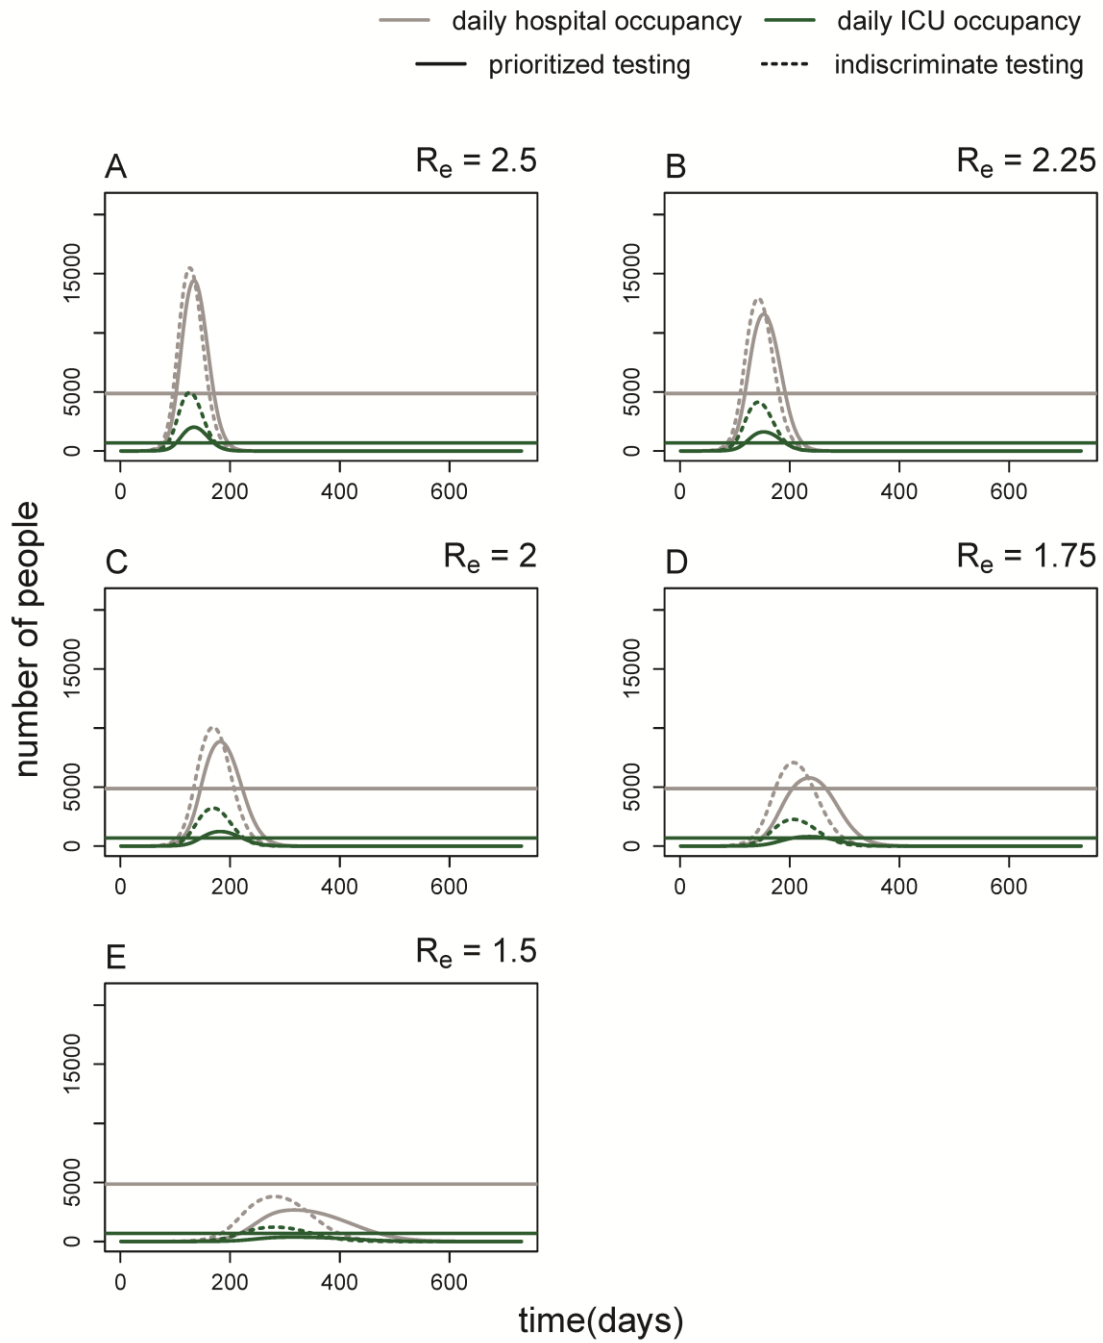 daily hospital occupancy daily ICU occupancy
prioritized testing indiscriminate testing
A Re = 2.5
B Re = 2.25
15000
5000
0
0 200 400 600
15000
5000
0
0 200 400 600
C Re = 2
D Re = 1.75
15000
5000
0
0 200 400 600
15000
5000
0
0 200 400 600
E Re = 1.5
15000
5000
0
0 200 400 600
number of people
time(days)